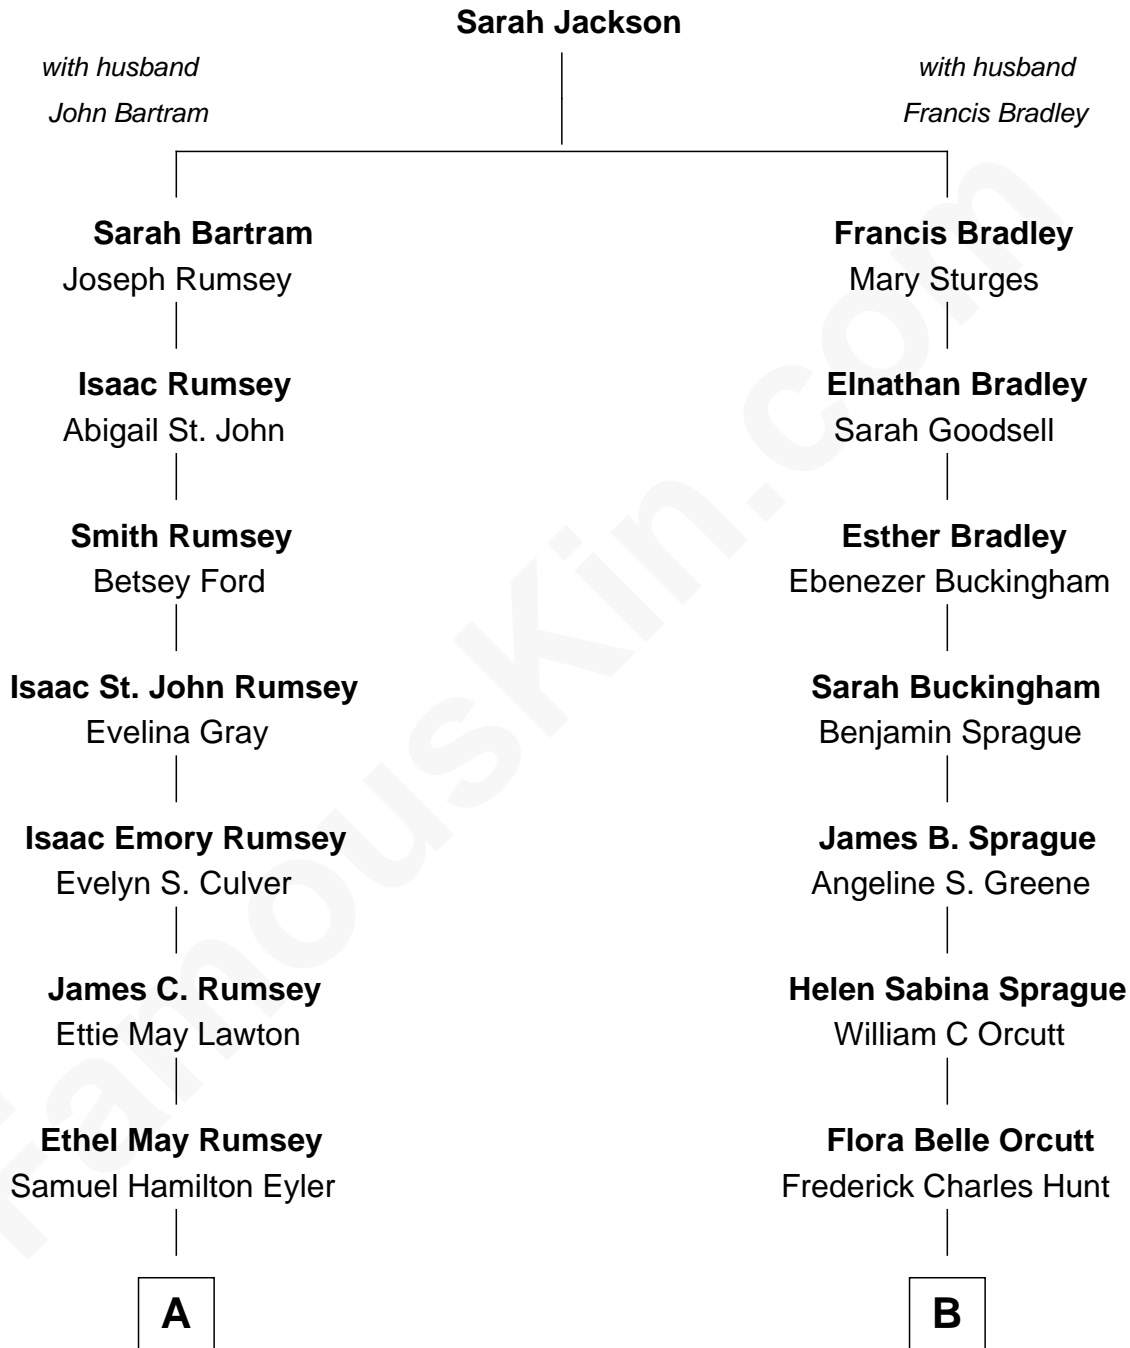 Sarah Jackson
with husband
John Bartram
with husband
Francis Bradley
Sarah Bartram
Joseph Rumsey
Francis Bradley
Mary Sturges
Isaac Rumsey
Abigail St. John
Elnathan Bradley
Sarah Goodsell
Smith Rumsey
Betsey Ford
Esther Bradley
Ebenezer Buckingham
Isaac St. John Rumsey
Evelina Gray
Sarah Buckingham
Benjamin Sprague
Isaac Emory Rumsey
Evelyn S. Culver
James B. Sprague
Angeline S. Greene
James C. Rumsey
Ettie May Lawton
Helen Sabina Sprague
William C Orcutt
Ethel May Rumsey
Samuel Hamilton Eyler
Flora Belle Orcutt
Frederick Charles Hunt
A
B
FamousKin.com